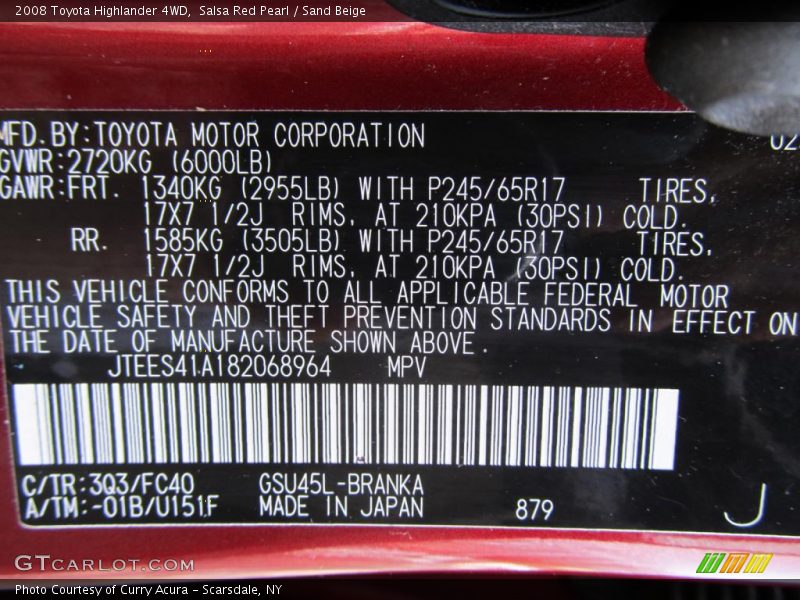 2008 Toyota Highlander 4WD, Salsa Red Pearl / Sand Beige
MFD.BY:TOYOTA MOTOR CORPORATION 02
GVWR:2720KG (6000LB)
GAWR:FRT. 1340KG (2955LB) WITH P245/65R17 TIRES,
17X7 1/2J RIMS, AT 210KPA (30PSI) COLD.
RR. 1585KG (3505LB) WITH P245/65R17 TIRES,
17X7 1/2J RIMS, AT 210KPA (30PSI) COLD.
THIS VEHICLE CONFORMS TO ALL APPLICABLE FEDERAL MOTOR
VEHICLE SAFETY AND THEFT PREVENTION STANDARDS IN EFFECT ON
THE DATE OF MANUFACTURE SHOWN ABOVE.
JTEES41A182068964 MPV
C/TR:3Q3/FC40 GSU45L-BRANKA
A/TM:-01B/U151F MADE IN JAPAN 879 J
GTCARLOT.COM
Photo Courtesy of Curry Acura - Scarsdale, NY